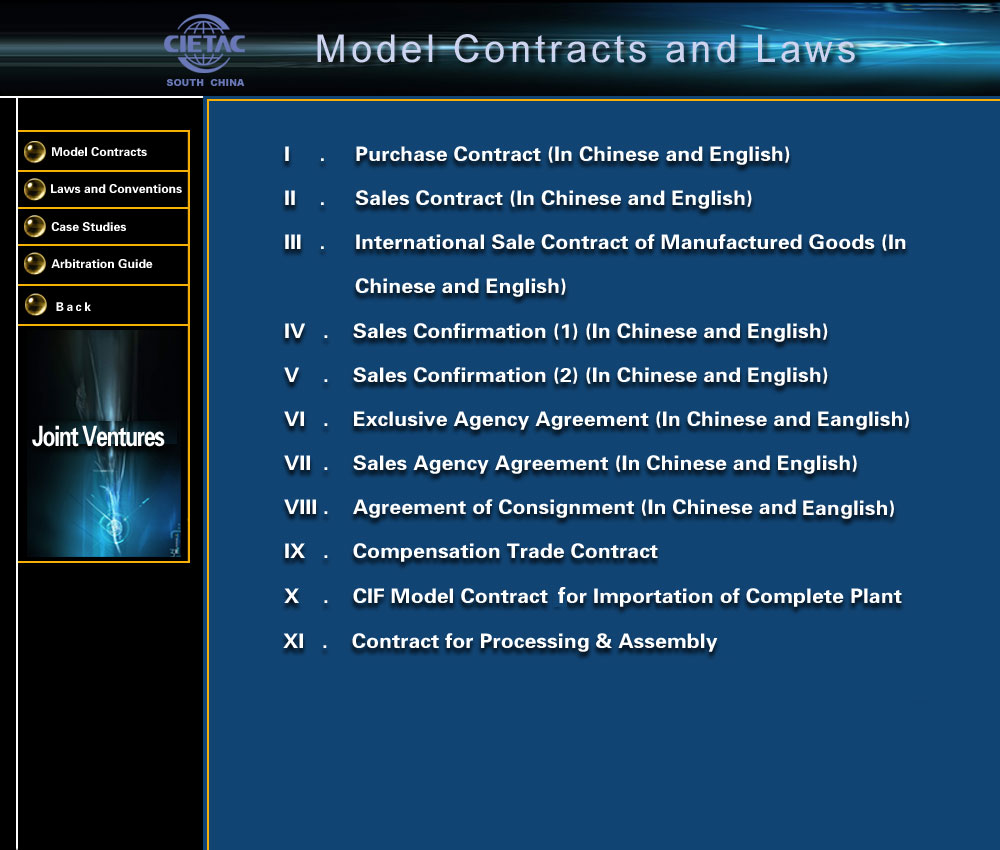 CIETAC
SOUTH CHINA
Model Contracts and Laws
Model Contracts
Laws and Conventions
Case Studies
Arbitration Guide
Back
Joint Ventures
I . Purchase Contract (In Chinese and English)
II . Sales Contract (In Chinese and English)
III . International Sale Contract of Manufactured Goods (In
Chinese and English)
IV . Sales Confirmation (1) (In Chinese and English)
V . Sales Confirmation (2) (In Chinese and English)
VI . Exclusive Agency Agreement (In Chinese and Eanglish)
VII . Sales Agency Agreement (In Chinese and English)
VIII . Agreement of Consignment (In Chinese and Eanglish)
IX . Compensation Trade Contract
X . CIF Model Contract for Importation of Complete Plant
XI . Contract for Processing & Assembly